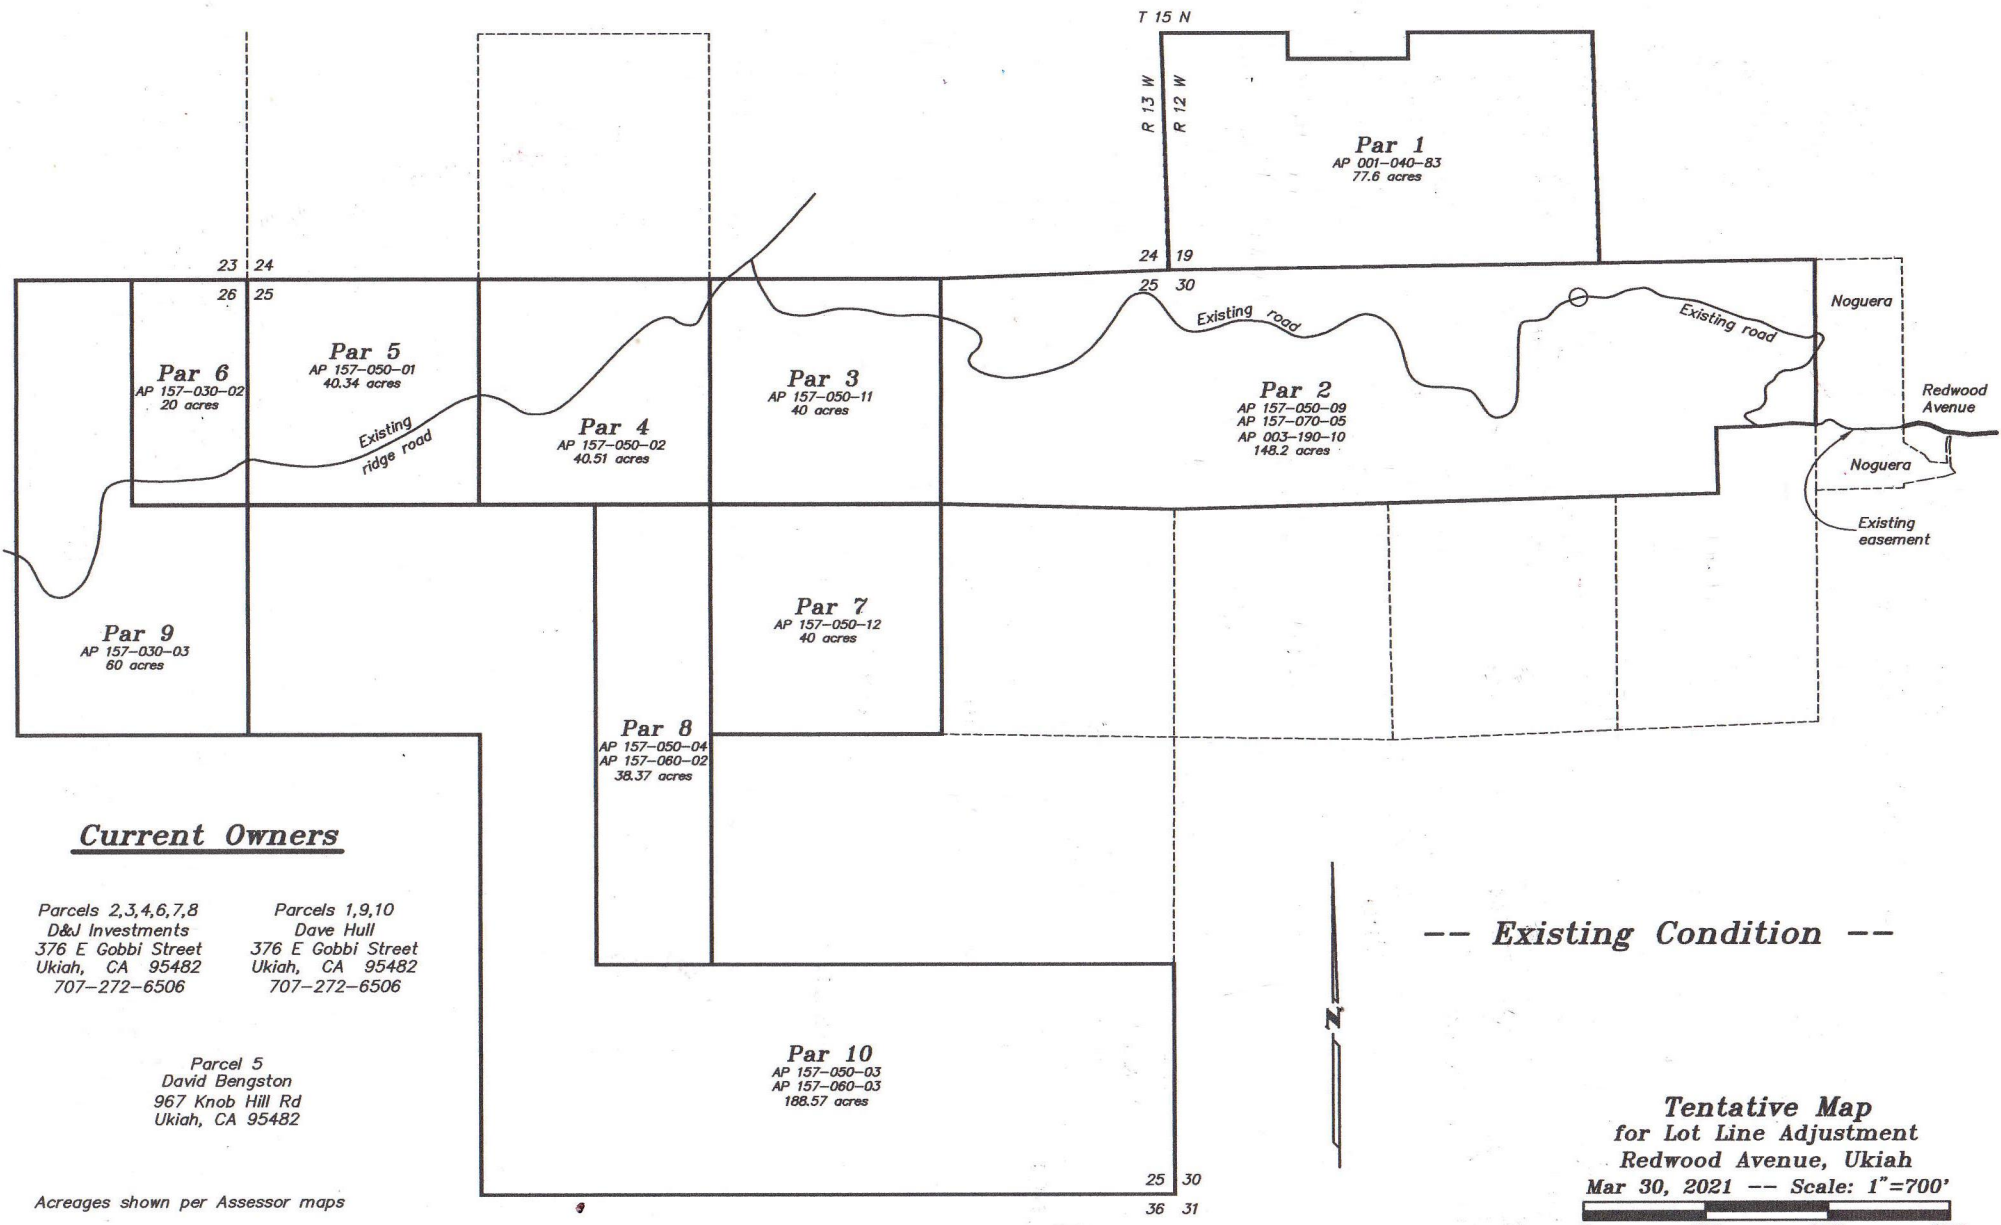 T 15 N
R 13 W
R 12 W
Par 1
AP 001-040-83
77.6 acres
23 24
26 25
24 19
25 30
Noguera
Existing road
Existing road
Par 6
AP 157-030-02
20 acres
Par 5
AP 157-050-01
40.34 acres
Existing
ridge road
Par 4
AP 157-050-02
40.51 acres
Par 3
AP 157-050-11
40 acres
Par 2
AP 157-050-09
AP 157-070-05
AP 003-190-10
148.2 acres
Redwood
Avenue
Noguera
Existing
easement
Par 9
AP 157-030-03
60 acres
Par 7
AP 157-050-12
40 acres
Par 8
AP 157-050-04
AP 157-060-02
38.37 acres
Current Owners
Parcels 2,3,4,6,7,8
D&J Investments
376 E Gobbi Street
Ukiah, CA 95482
707-272-6506
Parcels 1,9,10
Dave Hull
376 E Gobbi Street
Ukiah, CA 95482
707-272-6506
Parcel 5
David Bengston
967 Knob Hill Rd
Ukiah, CA 95482
Acreages shown per Assessor maps
-- Existing Condition --
N
Par 10
AP 157-050-03
AP 157-060-03
188.57 acres
25 30
36 31
Tentative Map
for Lot Line Adjustment
Redwood Avenue, Ukiah
Mar 30, 2021 -- Scale: 1"=700'